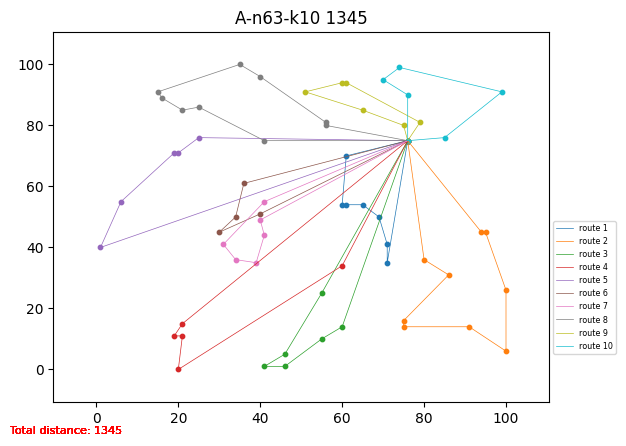 A-n63-k10 1345
100
80
60
40
20
0
0 20 40 60 80 100
route 1
route 2
route 3
route 4
route 5
route 6
route 7
route 8
route 9
route 10
Total distance: 1345